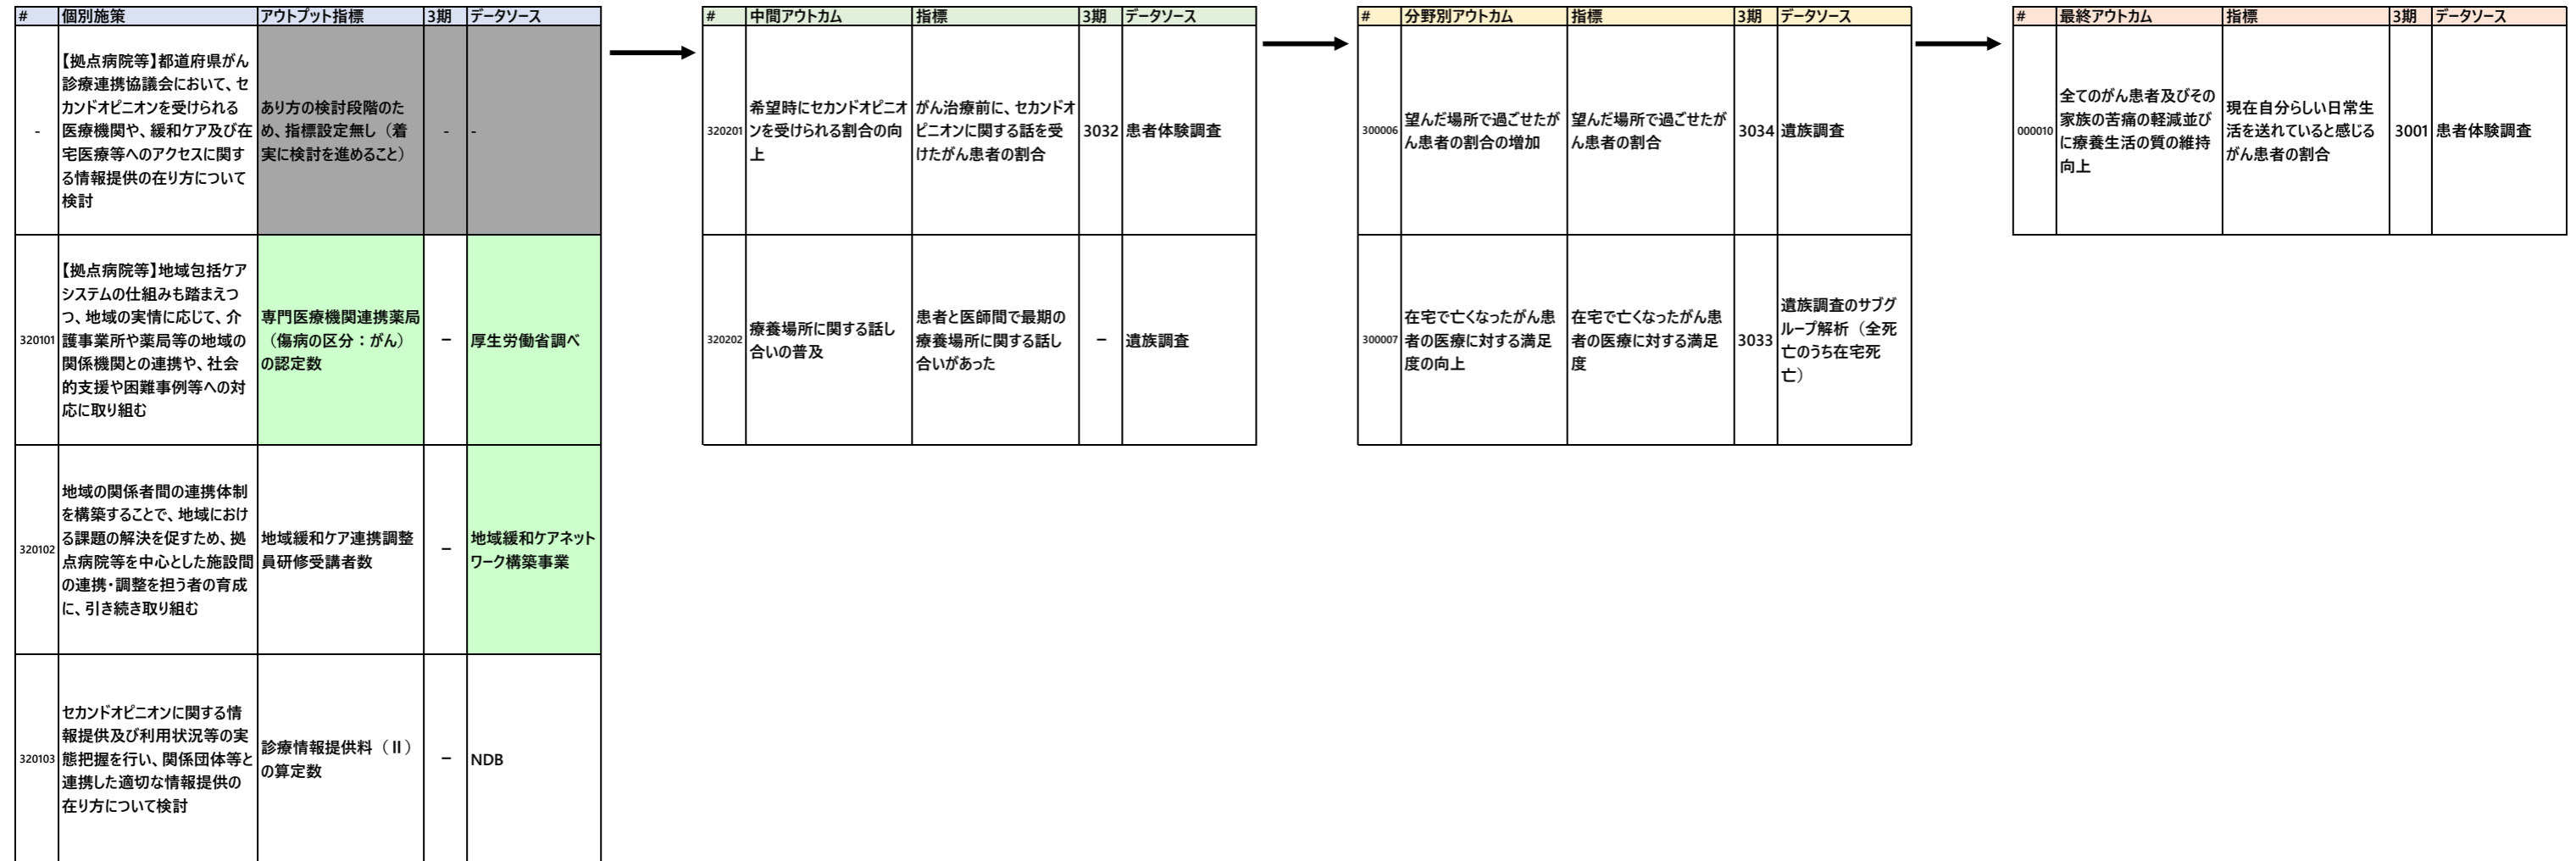 # 個別施策 アウトプット指標 3期 データソース
-
【拠点病院等】都道府県がん
診療連携協議会において、セ
カンドオピニオンを受けられる
医療機関や、緩和ケア及び在
宅医療等へのアクセスに関す
る情報提供の在り方について
検討
あり方の検討段階のた
め、指標設定無し（着
実に検討を進めること）
-
-
320101
【拠点病院等】地域包括ケア
システムの仕組みも踏まえつ
つ、地域の実情に応じて、介
護事業所や薬局等の地域の
関係機関との連携や、社会
的支援や困難事例等への対
応に取り組む
専門医療機関連携薬局
（傷病の区分：がん）
の認定数
－
厚生労働省調べ
320102
地域の関係者間の連携体制
を構築することで、地域におけ
る課題の解決を促すため、拠
点病院等を中心とした施設間
の連携・調整を担う者の育成
に、引き続き取り組む
地域緩和ケア連携調整
員研修受講者数
－
地域緩和ケアネット
ワーク構築事業
320103
セカンドオピニオンに関する情
報提供及び利用状況等の実
態把握を行い、関係団体等と
連携した適切な情報提供の
在り方について検討
診療情報提供料（Ⅱ）
の算定数
－
NDB
# 中間アウトカム 指標 3期 データソース
320201
希望時にセカンドオピニオ
ンを受けられる割合の向
上
がん治療前に、セカンドオ
ピニオンに関する話を受
けたがん患者の割合
3032
患者体験調査
320202
療養場所に関する話し
合いの普及
患者と医師間で最期の
療養場所に関する話し
合いがあった
－
遺族調査
# 分野別アウトカム 指標 3期 データソース
300006
望んだ場所で過ごせたが
ん患者の割合の増加
望んだ場所で過ごせたが
ん患者の割合
3034
遺族調査
300007
在宅で亡くなったがん患
者の医療に対する満足
度の向上
在宅で亡くなったがん患
者の医療に対する満足
度
3033
遺族調査のサブグ
ループ解析（全死
亡のうち在宅死
亡）
# 最終アウトカム 指標 3期 データソース
000010
全てのがん患者及びその
家族の苦痛の軽減並び
に療養生活の質の維持
向上
現在自分らしい日常生
活を送れていると感じる
がん患者の割合
3001
患者体験調査